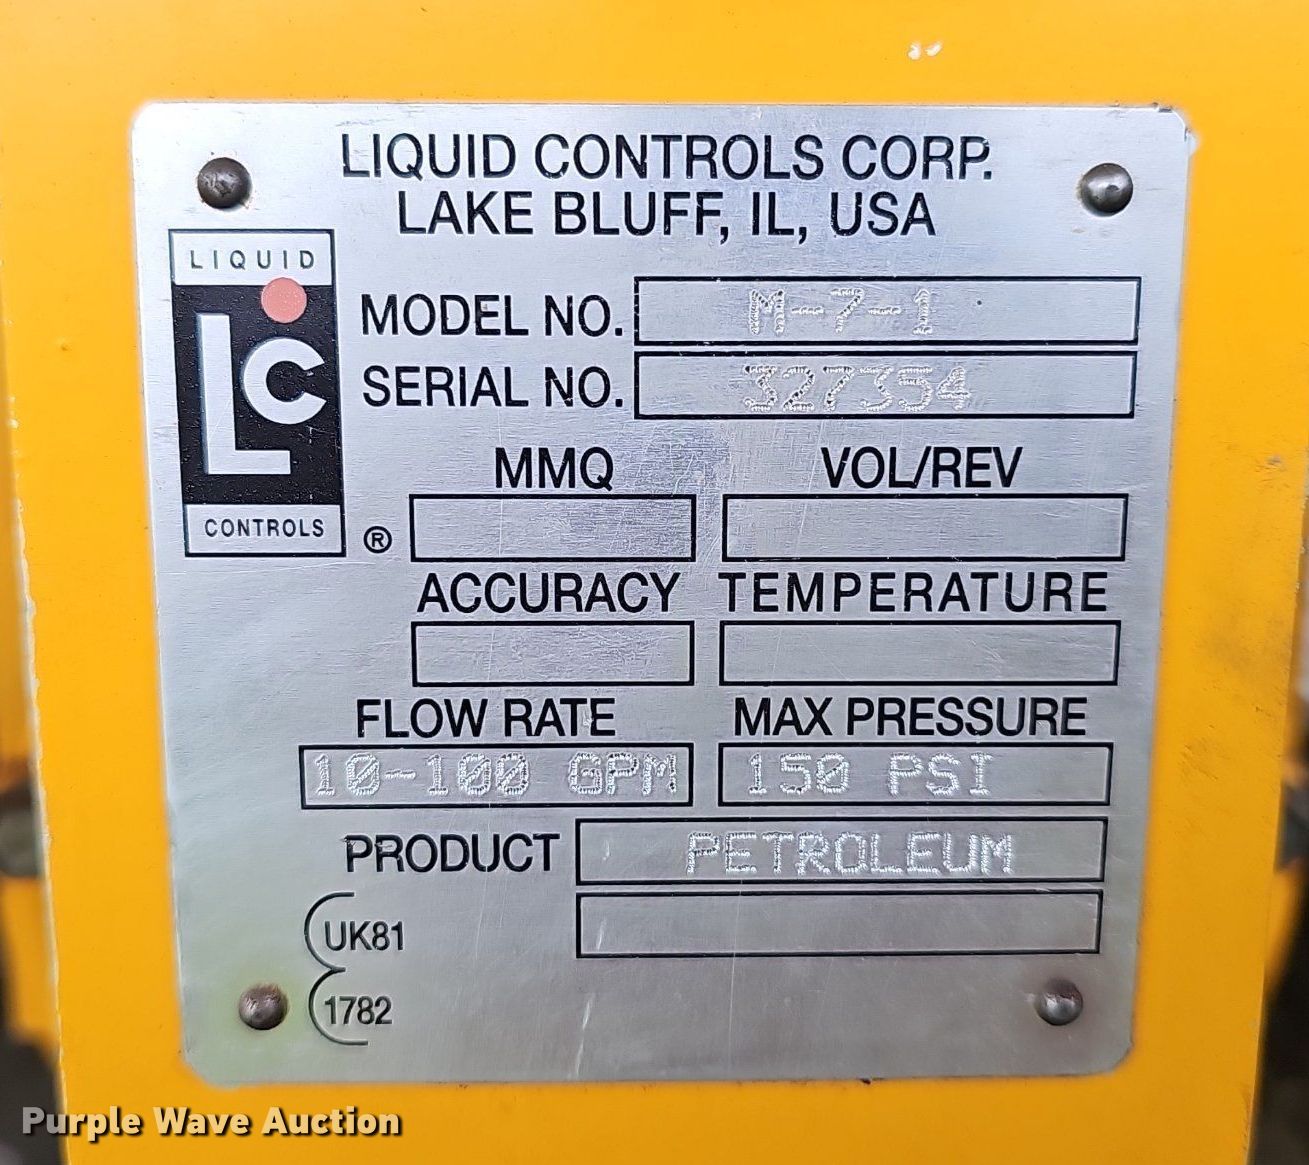 LIQUID CONTROLS CORP.
LAKE BLUFF, IL, USA
LIQUID
LC
CONTROLS
®
MODEL NO. M-7-1
SERIAL NO. 327354
MMQ VOL/REV
ACCURACY TEMPERATURE
FLOW RATE MAX PRESSURE
10-100 GPM 150 PSI
PRODUCT PETROLEUM
UK81
1782
Purple Wave Auction